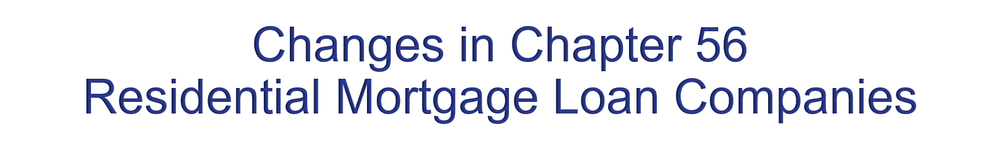 Changes in Chapter 56
Residential Mortgage Loan Companies